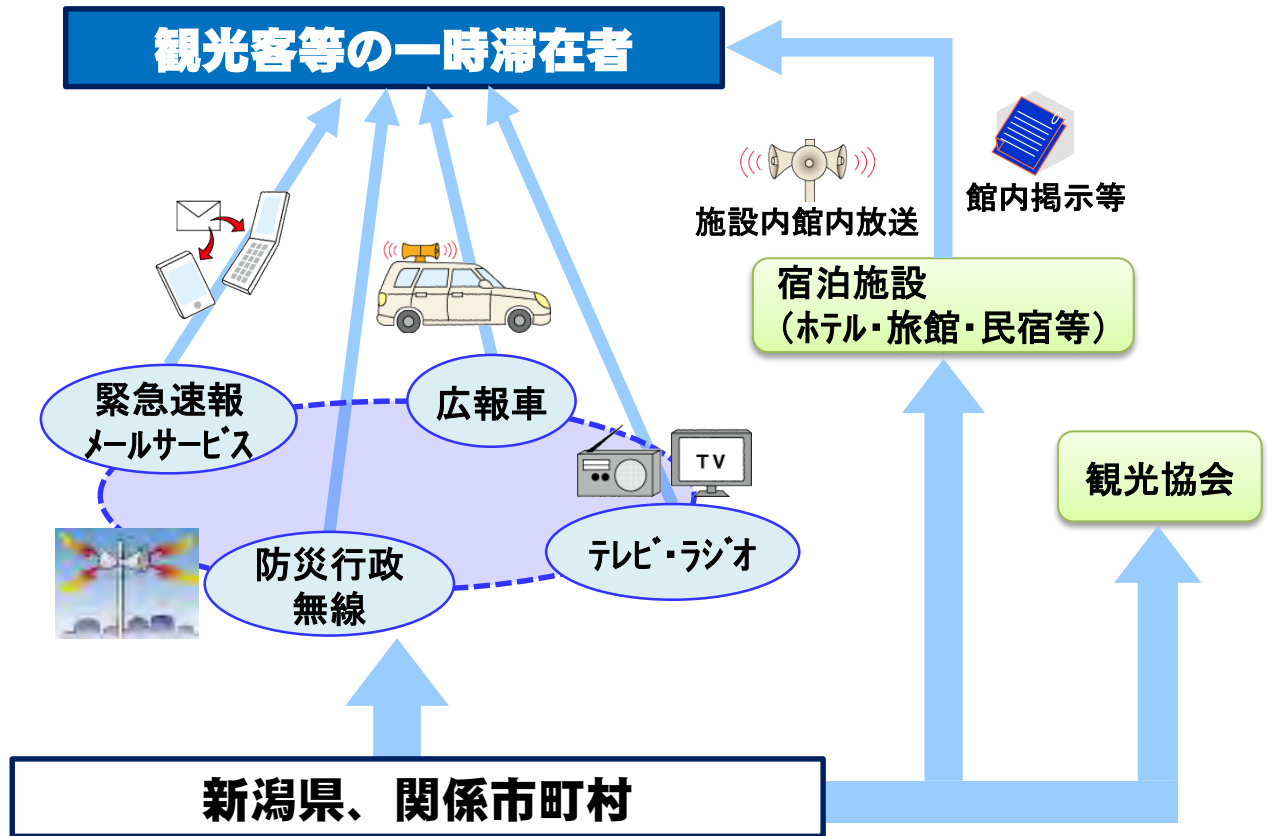 観光客等の一時滞在者
施設内館内放送
館内掲示等
宿泊施設
（ﾎﾃﾙ・旅館・民宿等）
緊急速報
ﾒｰﾙｻｰﾋﾞｽ
広報車
TV
観光協会
防災行政
無線
ﾃﾚﾋﾞ・ﾗｼﾞｵ
新潟県、関係市町村